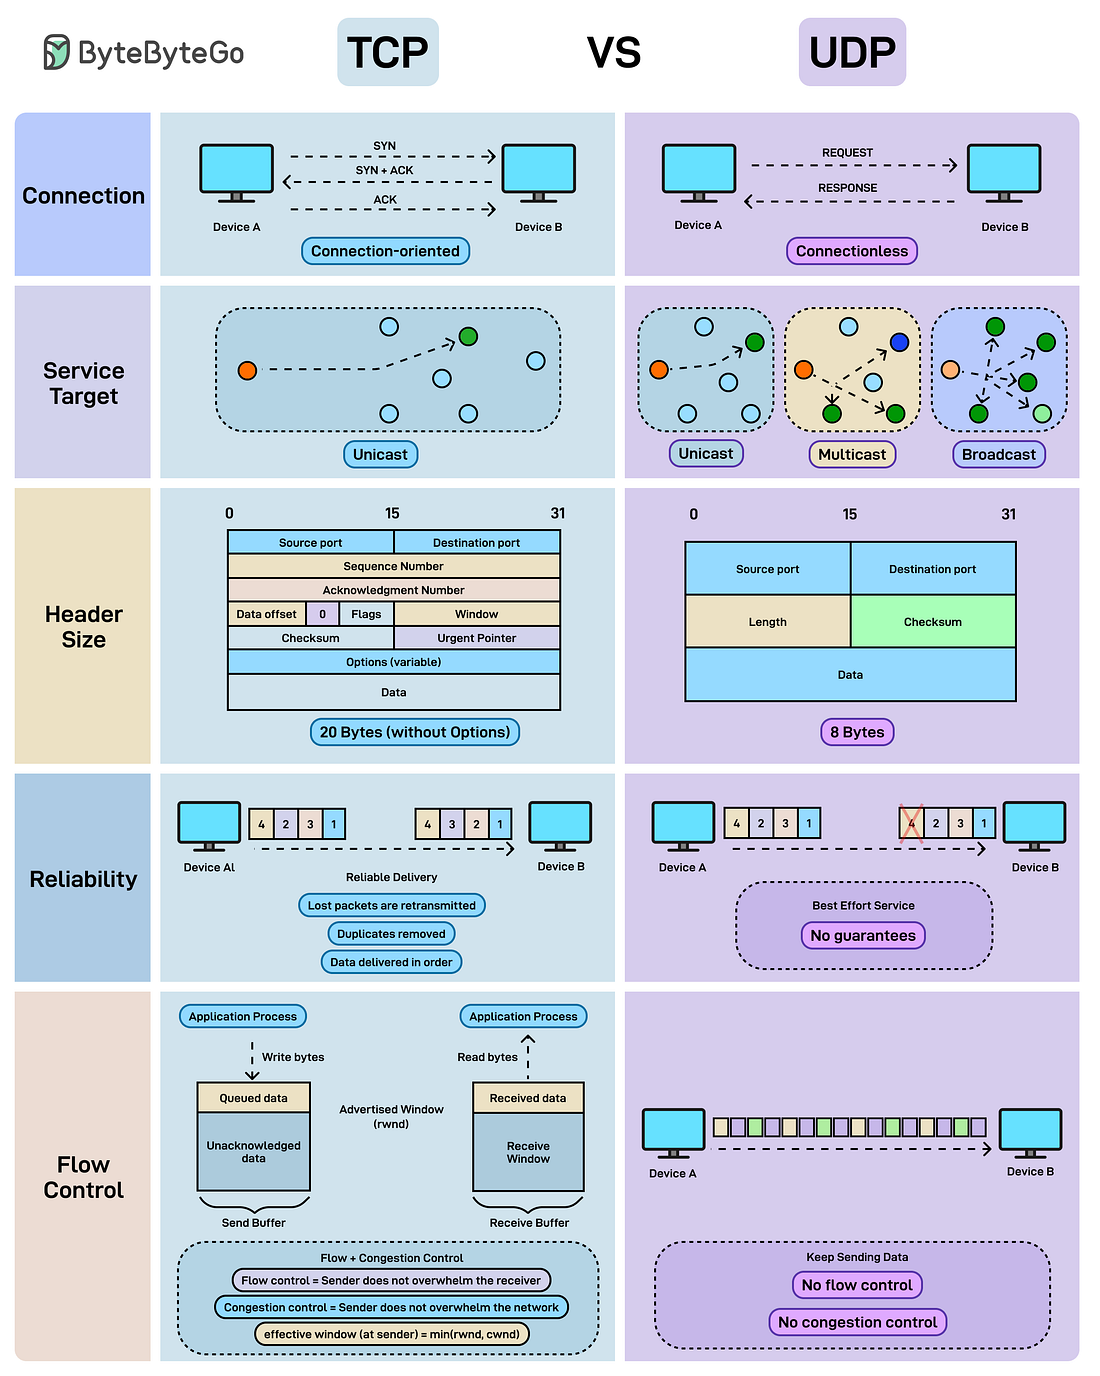 ByteByteGo
TCP
VS
UDP
Connection
SYN
SYN + ACK
ACK
Device A
Device B
Connection-oriented
REQUEST
RESPONSE
Device A
Device B
Connectionless
Service
Target
Unicast
Unicast
Multicast
Broadcast
Header
Size
0 15 31
Source port Destination port
Sequence Number
Acknowledgment Number
Data offset 0 Flags Window
Checksum Urgent Pointer
Options (variable)
Data
20 Bytes (without Options)
0 15 31
Source port Destination port
Length Checksum
Data
8 Bytes
Reliability
4 2 3 1
4 3 2 1
Device Al
Device B
Reliable Delivery
Lost packets are retransmitted
Duplicates removed
Data delivered in order
4 2 3 1
4 2 3 1
Device A
Device B
Best Effort Service
No guarantees
Flow
Control
Application Process
Application Process
Write bytes
Read bytes
Queued data
Unacknowledged
data
Advertised Window
(rwnd)
Received data
Receive
Window
Send Buffer
Receive Buffer
Flow + Congestion Control
Flow control = Sender does not overwhelm the receiver
Congestion control = Sender does not overwhelm the network
effective window (at sender) = min(rwnd, cwnd)
Device A
Device B
Keep Sending Data
No flow control
No congestion control